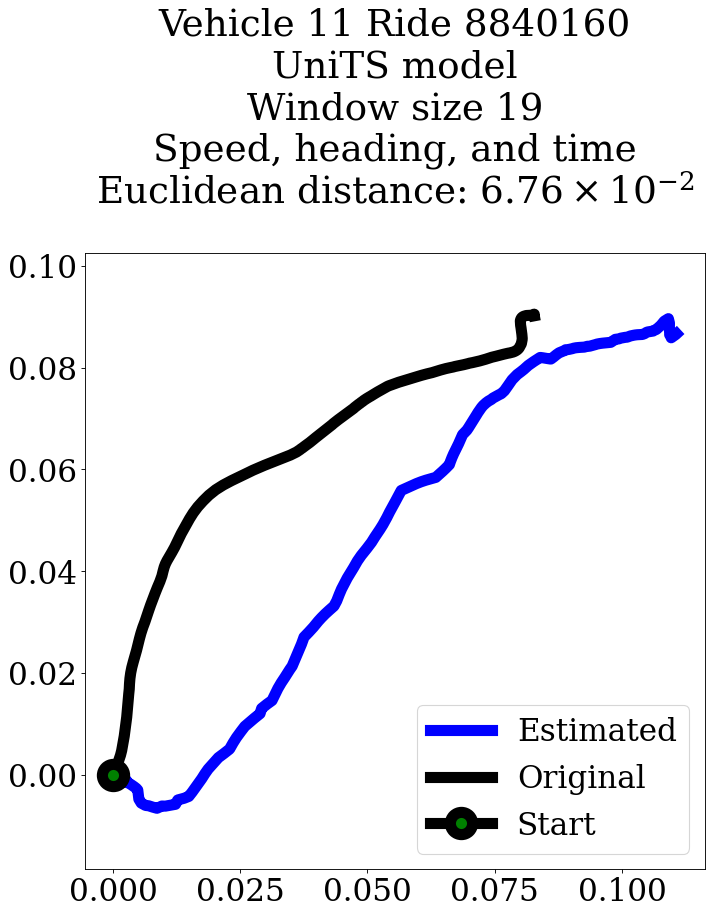 Vehicle 11 Ride 8840160
UniTS model
Window size 19
Speed, heading, and time
Euclidean distance: 6.76 × 10⁻²
0.10
0.08
0.06
0.04
0.02
0.00
Estimated
Original
Start
0.000 0.025 0.050 0.075 0.100